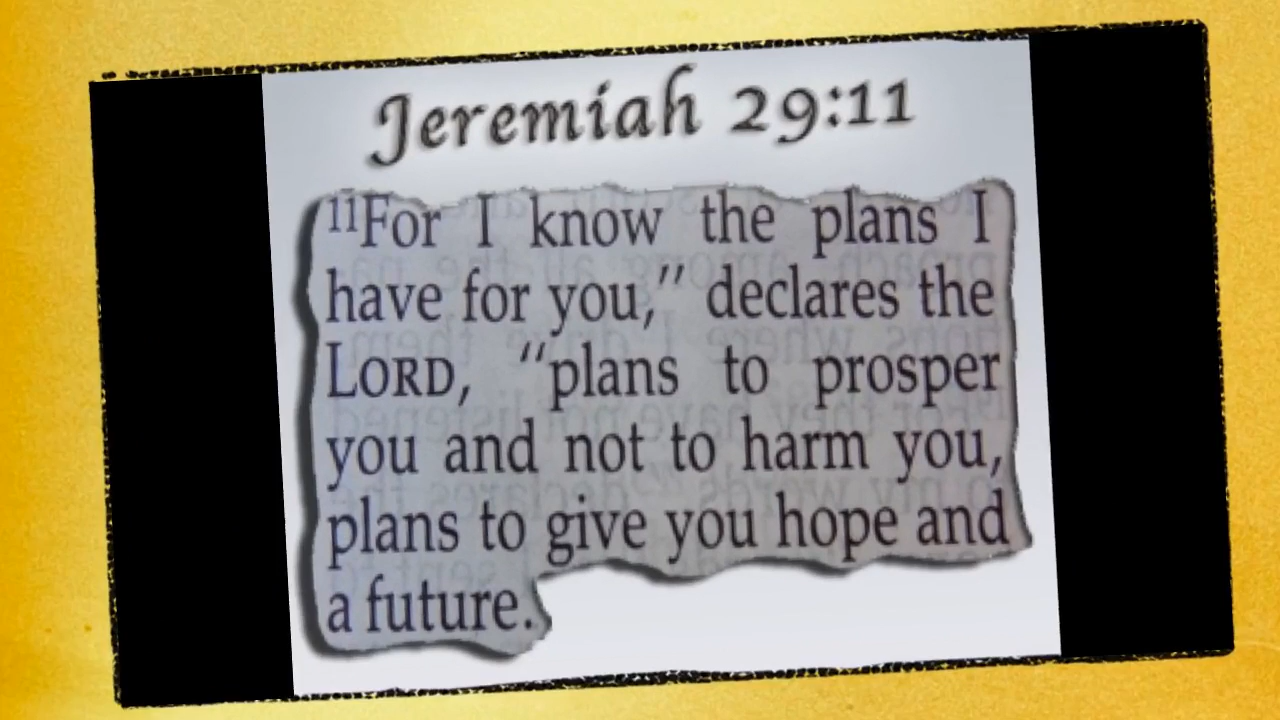 Jeremiah 29:11
11For I know the plans I
have for you,” declares the
LORD, “plans to prosper
you and not to harm you,
plans to give you hope and
a future.